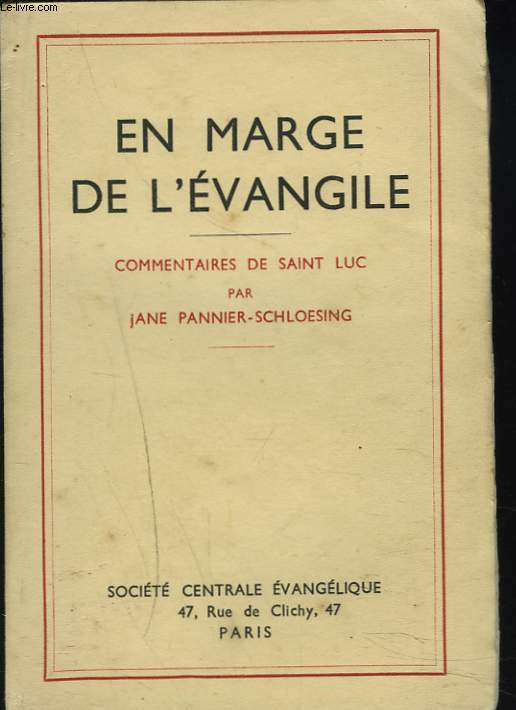 Le-livre.com
EN MARGE
DE L'ÉVANGILE
COMMENTAIRES DE SAINT LUC
PAR
jANE PANNIER-SCHLOESING
SOCIÉTÉ CENTRALE ÉVANGÉLIQUE
47, Rue de Clichy, 47
PARIS